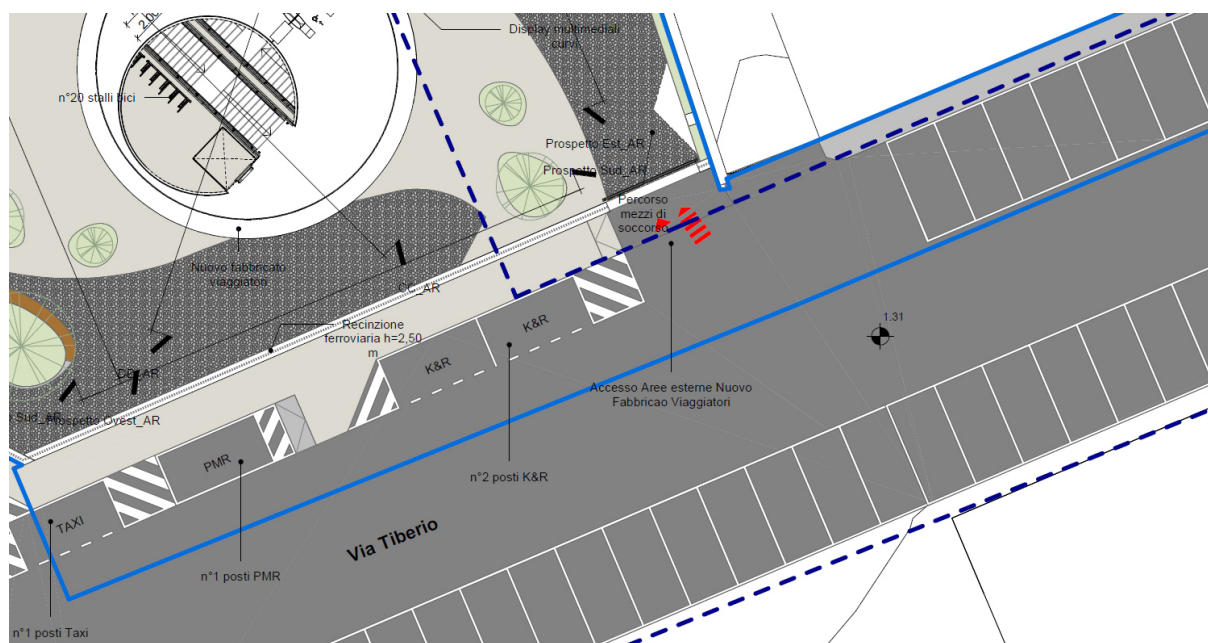 2.00
Display multimediali
curvi
n°20 stalli bici
Prospetto Est_AR
Prospetto Sud_AR
Percorso
mezzi di
soccorso
Nuovo fabbricato
viaggiatori
CC_AR
Recinzione
ferroviaria h=2,50
m
K&R
K&R
1.31
DD_AR
Accesso Aree esterne Nuovo
Fabbricao Viaggiatori
Sud_AR
Prospetto Ovest_AR
PMR
n°2 posti K&R
TAXI
Via Tiberio
n°1 posti PMR
n°1 posti Taxi